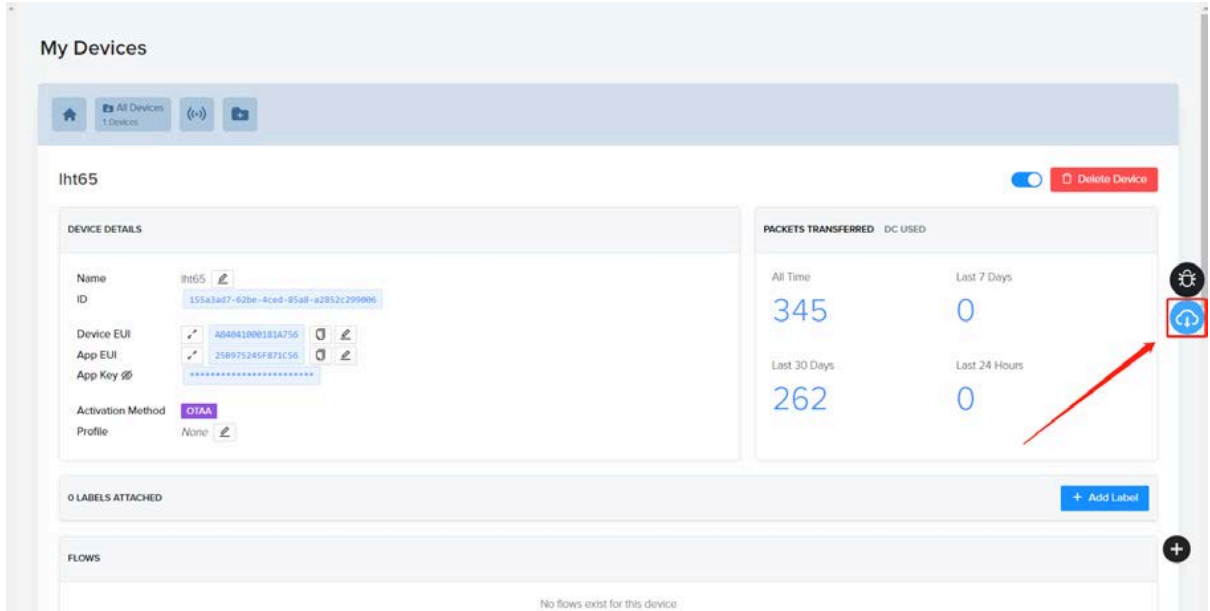 My Devices
All Devices
1 Devices
lht65
Delete Device
DEVICE DETAILS
Name lht65
ID 155a3ad7-62be-4ced-85a8-a2852c299006
Device EUI A84041000181A756
App EUI 25B975245F871C56
App Key ************************
Activation Method OTAA
Profile None
PACKETS TRANSFERRED DC USED
All Time Last 7 Days
345 0
Last 30 Days Last 24 Hours
262 0
0 LABELS ATTACHED
+ Add Label
FLOWS
No flows exist for this device